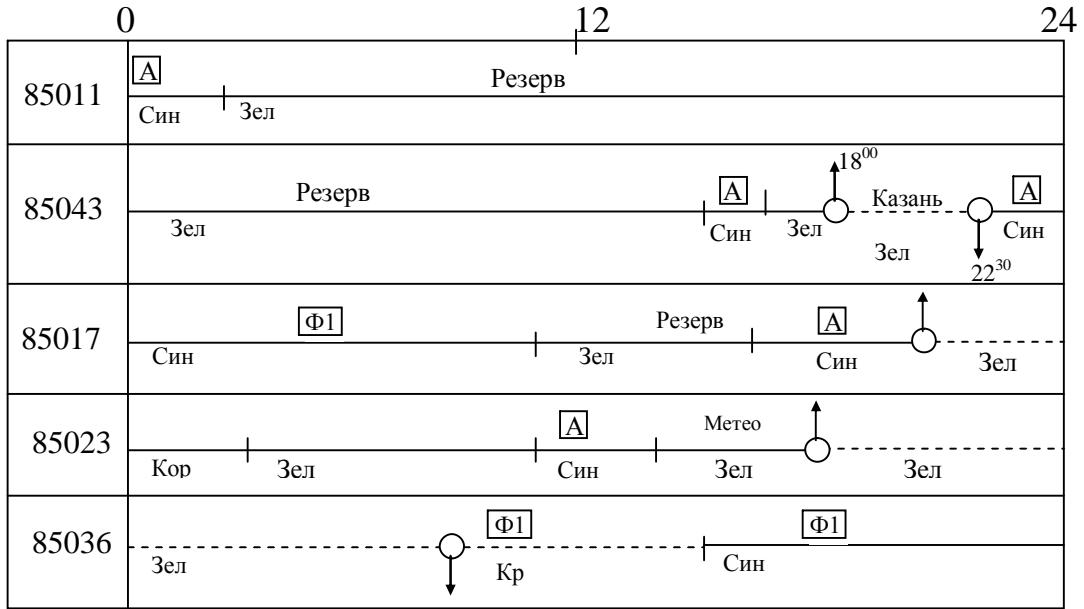 0 12 24
А
Резерв
85011
Син Зел
18⁰⁰
Резерв А Казань А
85043
Зел Син Зел Син
Зел
22³⁰
Ф1 Резерв А
85017
Син Зел Син Зел
А Метео
85023
Кор Зел Син Зел Зел
Ф1 Ф1
85036
Зел Кр Син